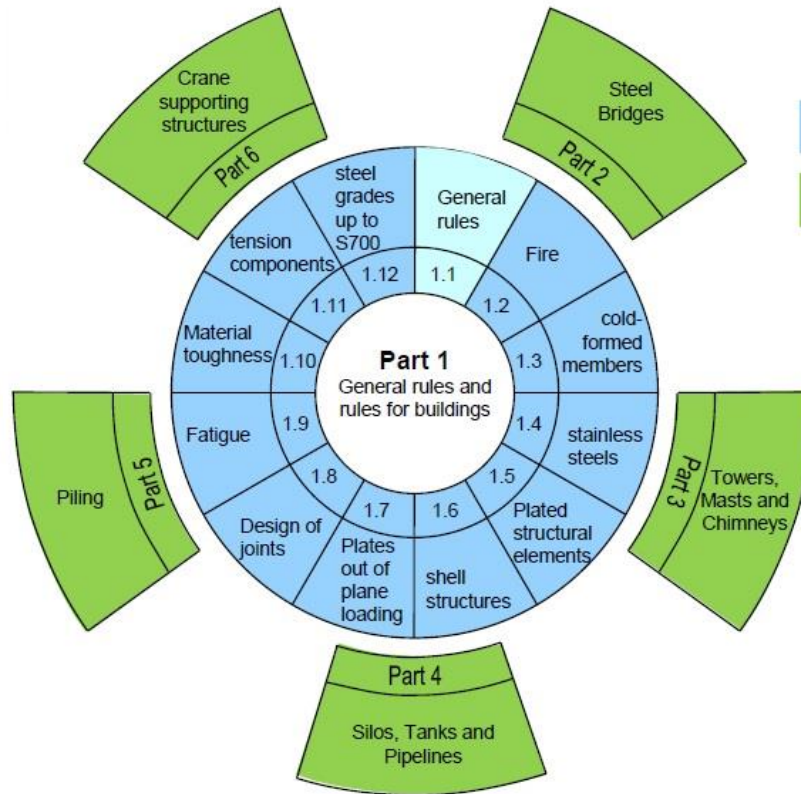 Crane
supporting
structures
Part 6
Steel
Bridges
Part 2
steel
grades
up to
S700
1.12
General
rules
1.1
Fire
1.2
cold-
formed
members
1.3
stainless
steels
1.4
Plated
structural
elements
1.5
shell
structures
1.6
Plates
out of
plane
loading
1.7
Design of
joints
1.8
Fatigue
1.9
Material
toughness
1.10
tension
components
1.11
Part 1
General rules and
rules for buildings
Towers,
Masts and
Chimneys
Part 3
Part 4
Silos, Tanks and
Pipelines
Piling
Part 5